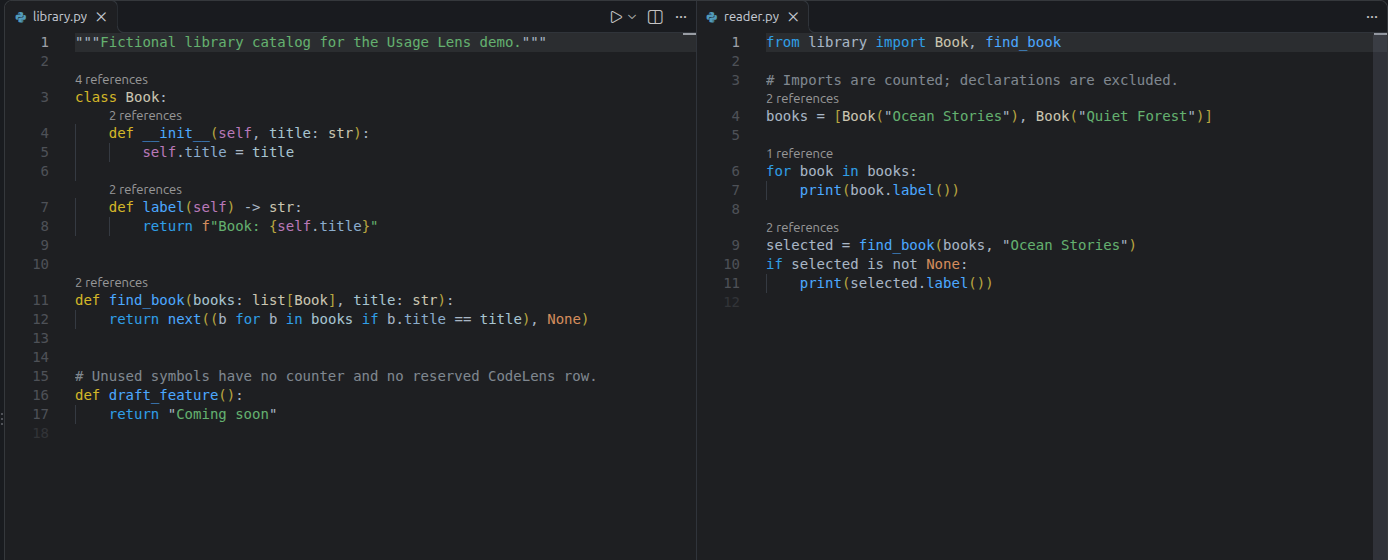 library.py
1 """Fictional library catalog for the Usage Lens demo."""
2
4 references
3 class Book:
2 references
4 def __init__(self, title: str):
5 self.title = title
6
2 references
7 def label(self) -> str:
8 return f"Book: {self.title}"
9
10
2 references
11 def find_book(books: list[Book], title: str):
12 return next((b for b in books if b.title == title), None)
13
14
15 # Unused symbols have no counter and no reserved CodeLens row.
16 def draft_feature():
17 return "Coming soon"
18
reader.py
1 from library import Book, find_book
2
3 # Imports are counted; declarations are excluded.
2 references
4 books = [Book("Ocean Stories"), Book("Quiet Forest")]
5
1 reference
6 for book in books:
7 print(book.label())
8
2 references
9 selected = find_book(books, "Ocean Stories")
10 if selected is not None:
11 print(selected.label())
12